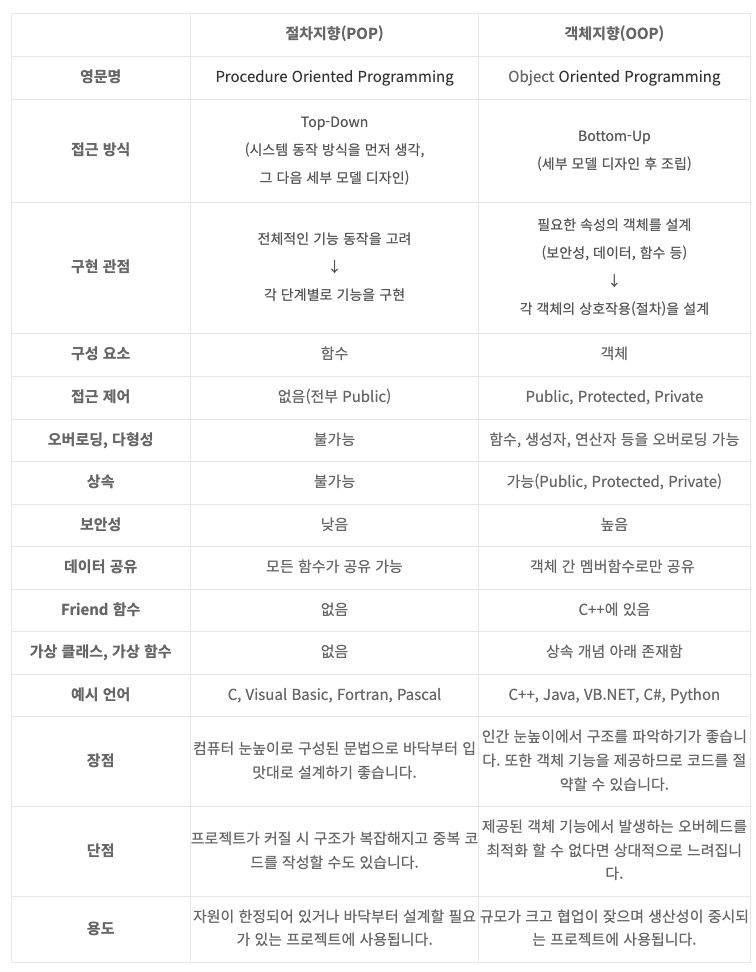 절차지향(POP)
객체지향(OOP)
영문명
Procedure Oriented Programming
Object Oriented Programming
접근 방식
Top-Down
(시스템 동작 방식을 먼저 생각,
그 다음 세부 모델 디자인)
Bottom-Up
(세부 모델 디자인 후 조립)
구현 관점
전체적인 기능 동작을 고려
↓
각 단계별로 기능을 구현
필요한 속성의 객체를 설계
(보안성, 데이터, 함수 등)
↓
각 객체의 상호작용(절차)을 설계
구성 요소
함수
객체
접근 제어
없음(전부 Public)
Public, Protected, Private
오버로딩, 다형성
불가능
함수, 생성자, 연산자 등을 오버로딩 가능
상속
불가능
가능(Public, Protected, Private)
보안성
낮음
높음
데이터 공유
모든 함수가 공유 가능
객체 간 멤버함수로만 공유
Friend 함수
없음
C++에 있음
가상 클래스, 가상 함수
없음
상속 개념 아래 존재함
예시 언어
C, Visual Basic, Fortran, Pascal
C++, Java, VB.NET, C#, Python
장점
컴퓨터 눈높이로 구성된 문법으로 바닥부터 입
맛대로 설계하기 좋습니다.
인간 눈높이에서 구조를 파악하기가 좋습니
다. 또한 객체 기능을 제공하므로 코드를 절
약할 수 있습니다.
단점
프로젝트가 커질 시 구조가 복잡해지고 중복 코
드를 작성할 수도 있습니다.
제공된 객체 기능에서 발생하는 오버헤드를
최적화 할 수 없다면 상대적으로 느려집니
다.
용도
자원이 한정되어 있거나 바닥부터 설계할 필요
가 있는 프로젝트에 사용됩니다.
규모가 크고 협업이 잦으며 생산성이 중시되
는 프로젝트에 사용됩니다.